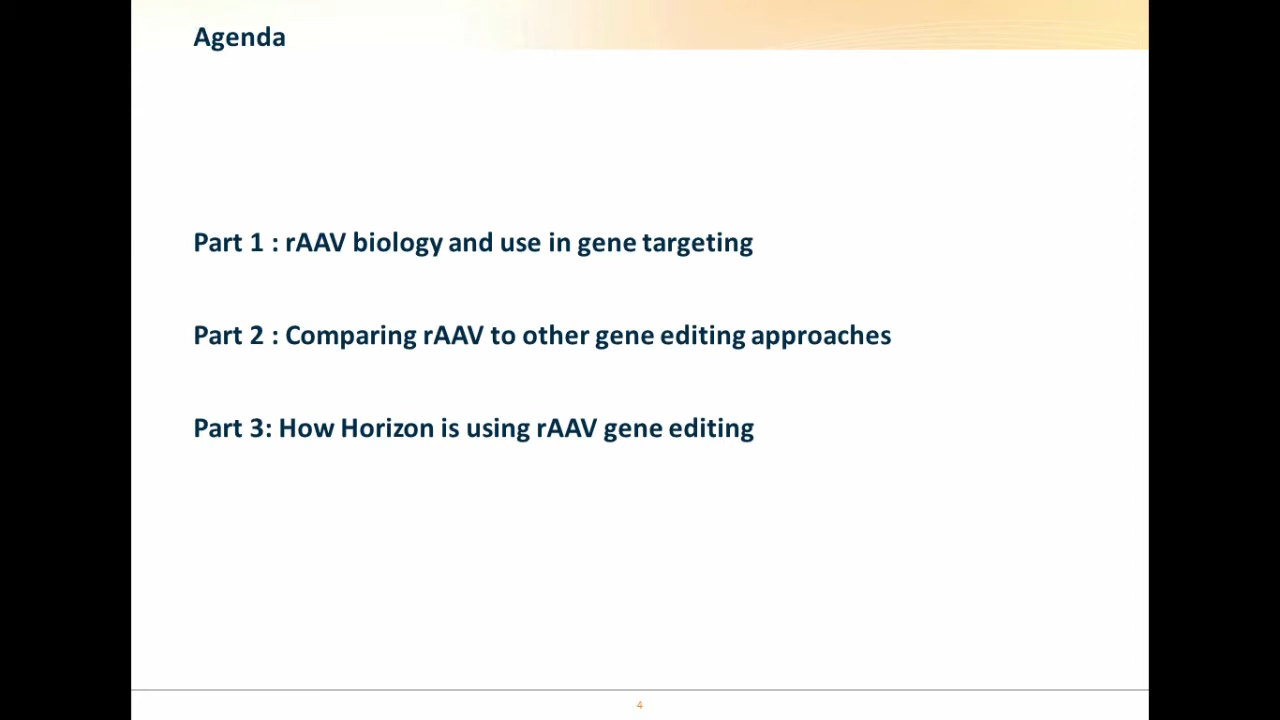 Agenda
Part 1 : rAAV biology and use in gene targeting
Part 2 : Comparing rAAV to other gene editing approaches
Part 3: How Horizon is using rAAV gene editing
4